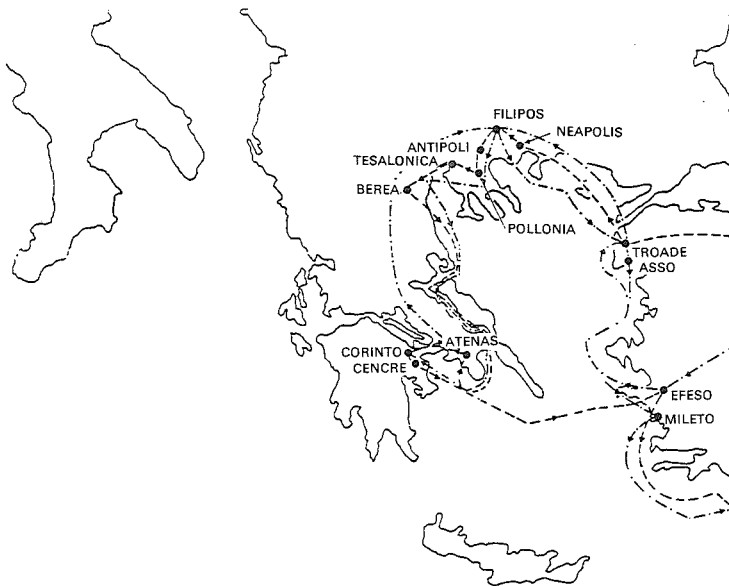 FILIPOS
NEAPOLIS
ANTIPOLI
TESALONICA
BEREA
POLLONIA
TROADE
ASSO
ATENAS
CORINTO
CENCRE
EFESO
MILETO